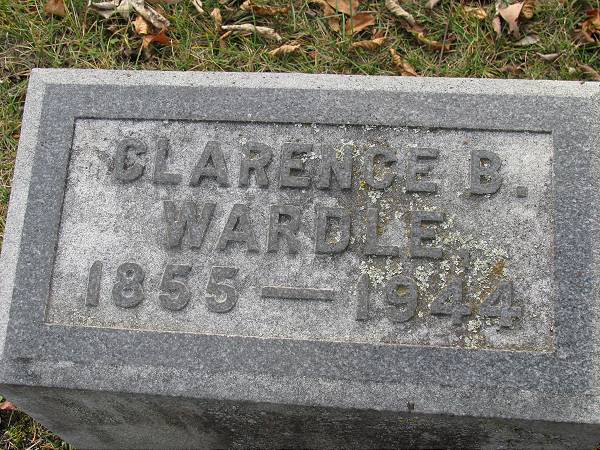 CLARENCE B.
WARDLE
1855 — 1944